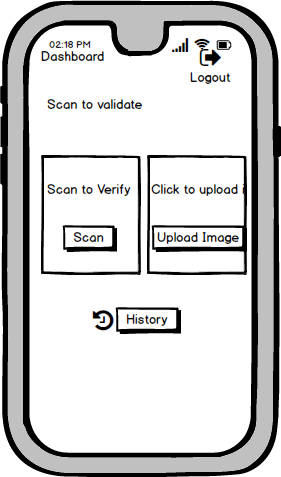 02:18 PM
Dashboard
Logout
Scan to validate
Scan to Verify
Click to upload i
Scan
Upload Image
History